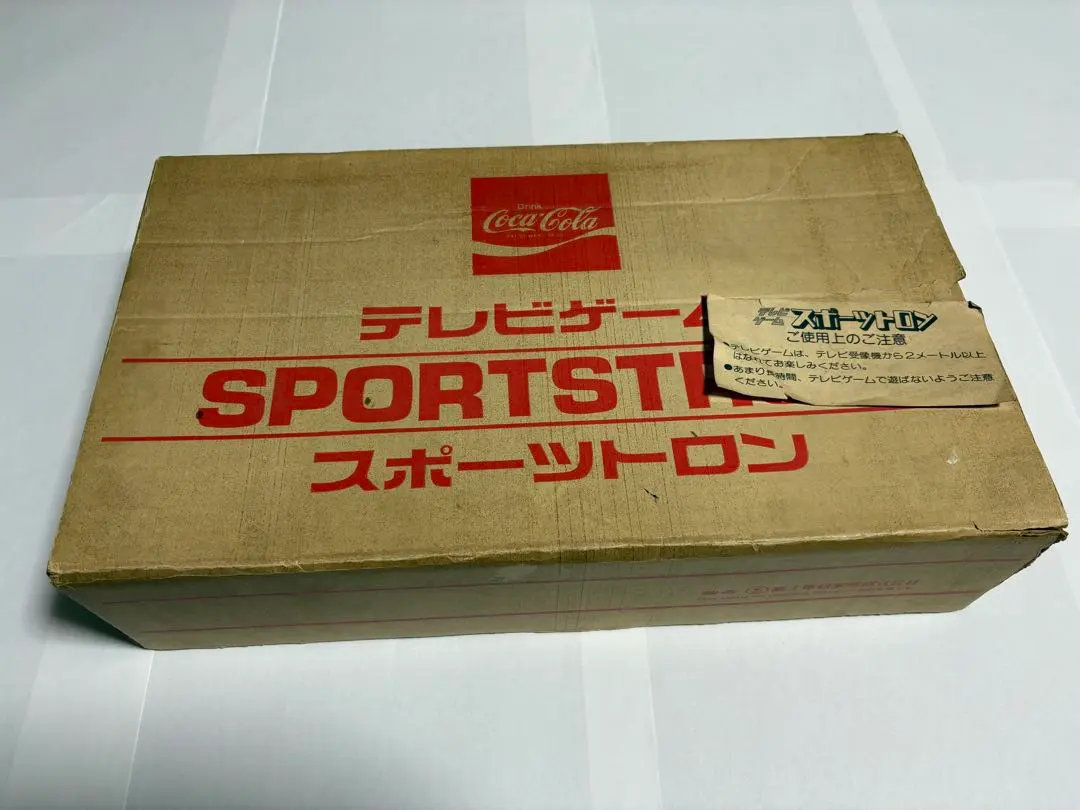 Drink
Coca-Cola
テレビゲーム
SPORTST
スポーツトロン
テレビ
ゲーム
スポーツトロン
ご使用上のご注意
●テレビゲームは、テレビ受像機から2メートル以上
はなれてお楽しみください。
●あまり長時間、テレビゲームで遊ばないようご注意
ください。